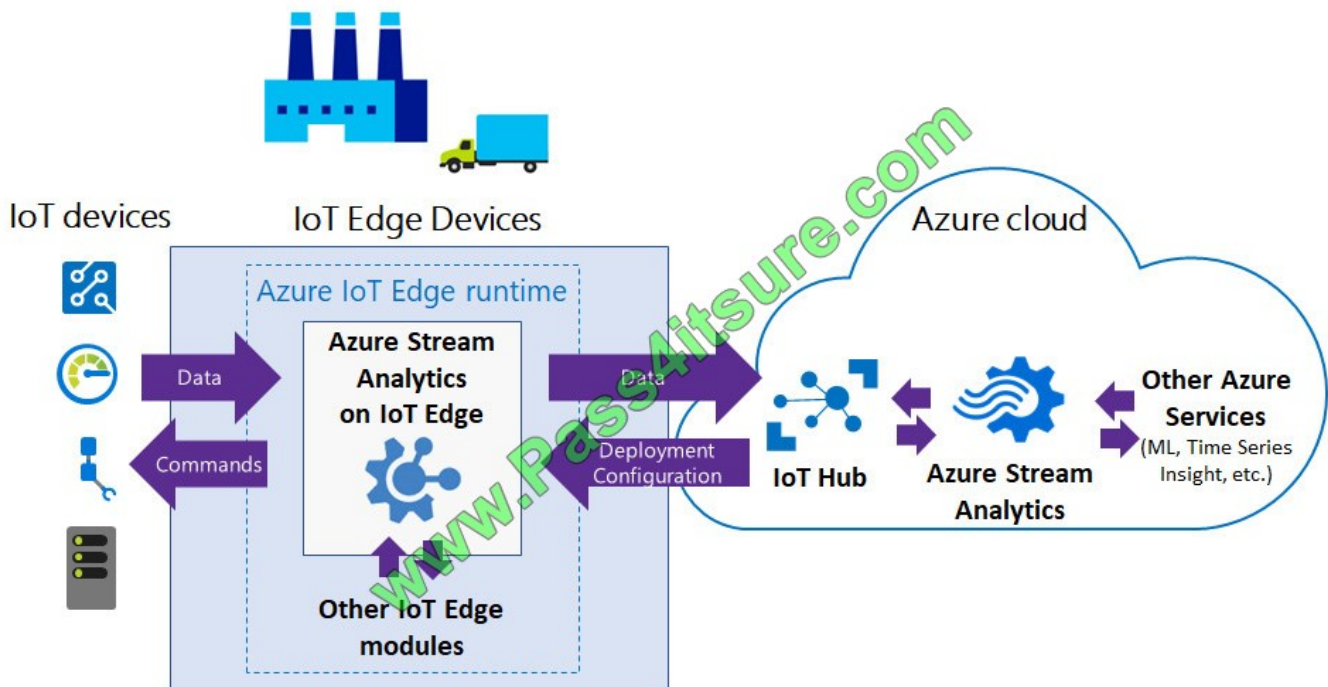 IoT devices
IoT Edge Devices
Azure cloud
Azure IoT Edge runtime
Azure Stream
Analytics
on IoT Edge
Data
Commands
Other IoT Edge
modules
Data
Deployment
Configuration
IoT Hub
Azure Stream
Analytics
Other Azure
Services
(ML, Time Series
Insight, etc.)
www.Pass4itsure.com